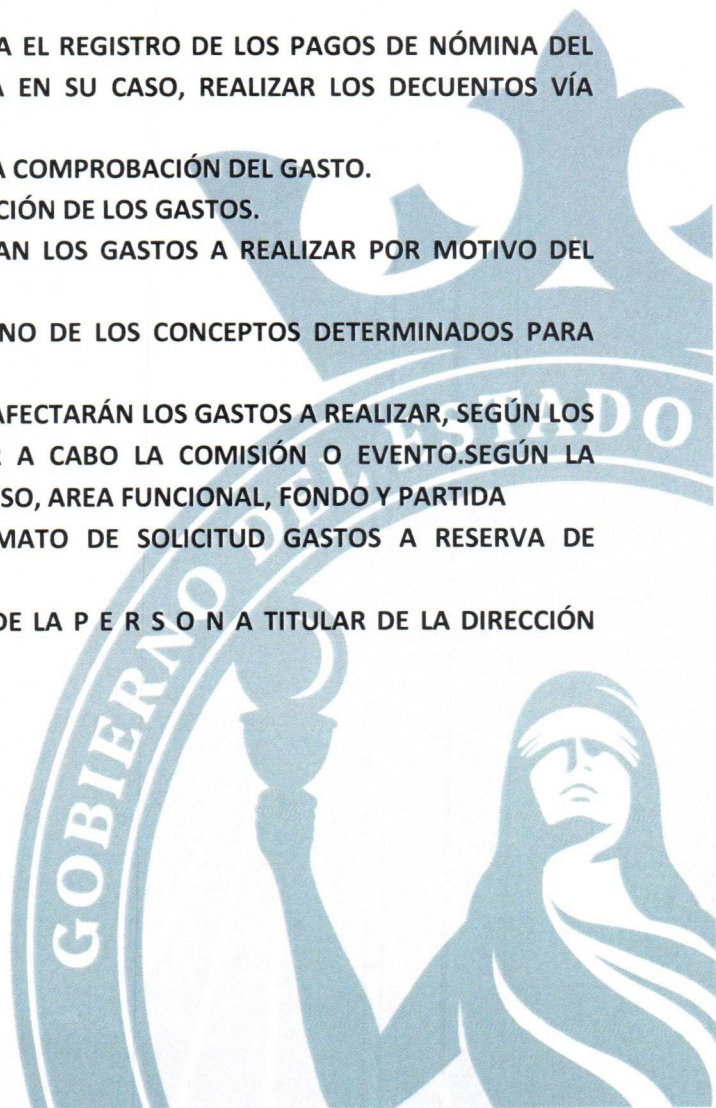 A EL REGISTRO DE LOS PAGOS DE NÓMINA DEL
A EN SU CASO, REALIZAR LOS DECUENTOS VÍA
A COMPROBACIÓN DEL GASTO.
CIÓN DE LOS GASTOS.
AN LOS GASTOS A REALIZAR POR MOTIVO DEL
NO DE LOS CONCEPTOS DETERMINADOS PARA
AFECTARÁN LOS GASTOS A REALIZAR, SEGÚN LOS
R A CABO LA COMISIÓN O EVENTO.SEGÚN LA
SO, AREA FUNCIONAL, FONDO Y PARTIDA
MATO DE SOLICITUD GASTOS A RESERVA DE
DE LA P E R S O N A TITULAR DE LA DIRECCIÓN
GOBIERNO DEL ESTADO